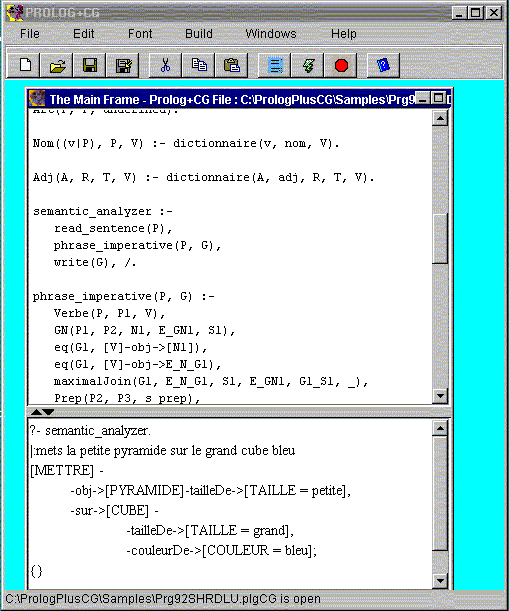 PROLOG+CG
File Edit Font Build Windows Help
The Main Frame - Prolog+CG File : C:\PrologPlusCG\Samples\Prg9
Nom((v|P), P, V) :- dictionnaire(v, nom, V).
Adj(A, R, T, V) :- dictionnaire(A, adj, R, T, V).
semantic_analyzer :-
read_sentence(P),
phrase_imperative(P, G),
write(G), /.
phrase_imperative(P, G) :-
Verbe(P, P1, V),
GN(P1, P2, N1, E_GN1, S1),
eq(G1, [V]-obj->[N1]),
eq(G1, [V]-obj->E_N_G1),
maximalJoin(G1, E_N_G1, S1, E_GN1, G1_S1, _),
Prep(P2, P3, s_prep),
?- semantic_analyzer.
|:mets la petite pyramide sur le grand cube bleu
[METTRE] -
-obj->[PYRAMIDE]-tailleDe->[TAILLE = petite],
-sur->[CUBE] -
-tailleDe->[TAILLE = grand],
-couleurDe->[COULEUR = bleu];
{}
C:\PrologPlusCG\Samples\Prg92SHRDLU.plgCG is open